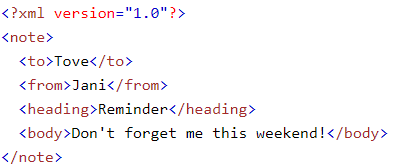 <?xml version="1.0"?>
<note>
  <to>Tove</to>
  <from>Jani</from>
  <heading>Reminder</heading>
  <body>Don't forget me this weekend!</body>
</note>